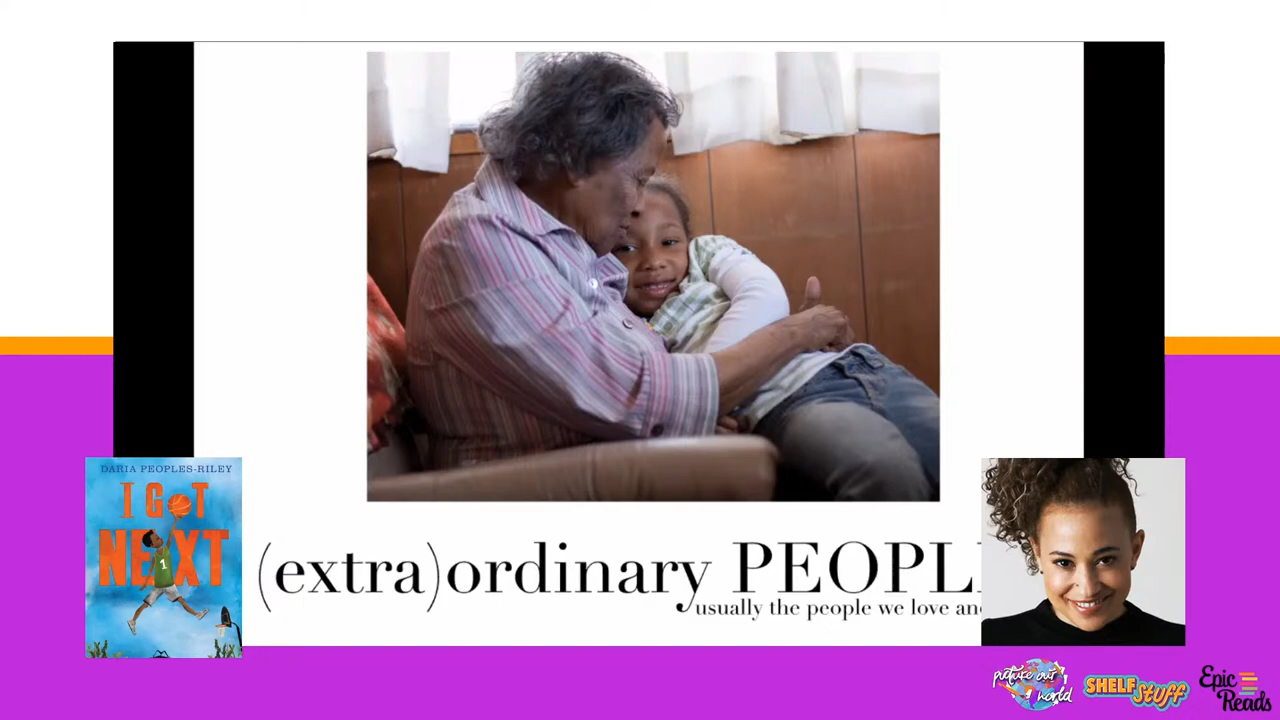 (extra)ordinary PEOPL
usually the people we love an
DARIA PEOPLES-RILEY
I GOT
NEXT
1
picture our
world
SHELF
STUFF
Epic
Reads